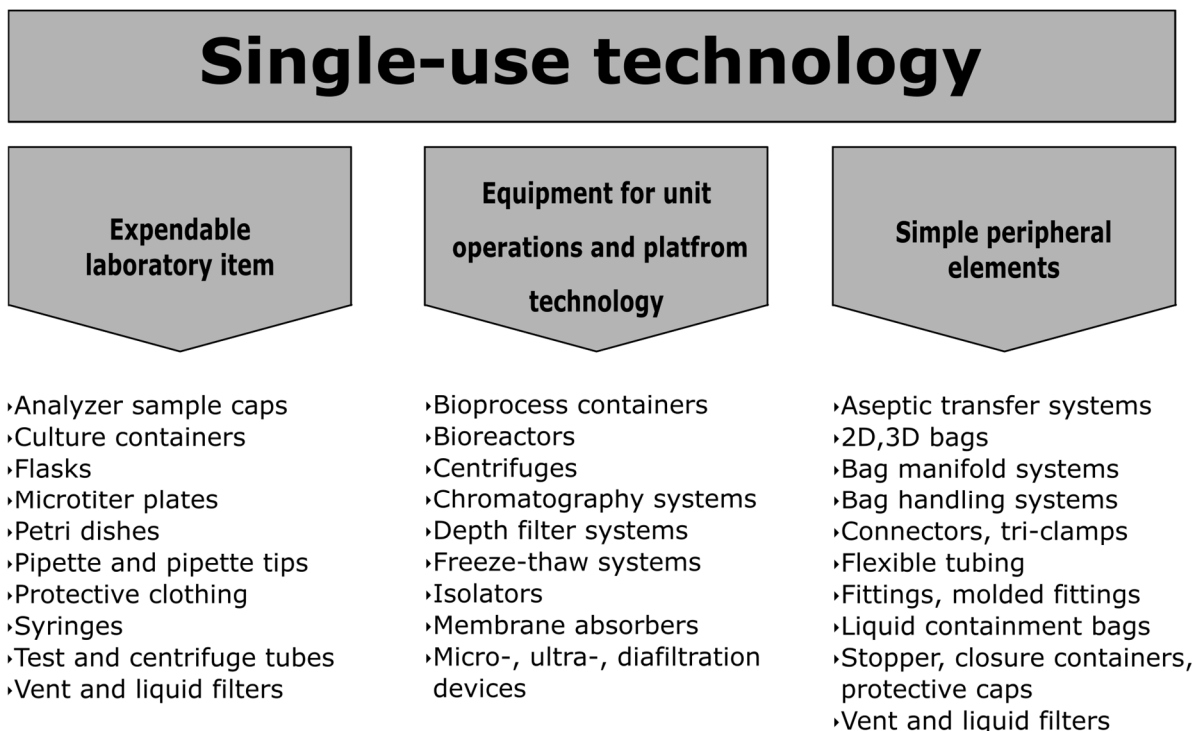 Single-use technology
Expendable
laboratory item
Equipment for unit
operations and platfrom
technology
Simple peripheral
elements
Analyzer sample caps
Culture containers
Flasks
Microtiter plates
Petri dishes
Pipette and pipette tips
Protective clothing
Syringes
Test and centrifuge tubes
Vent and liquid filters
Bioprocess containers
Bioreactors
Centrifuges
Chromatography systems
Depth filter systems
Freeze-thaw systems
Isolators
Membrane absorbers
Micro-, ultra-, diafiltration
devices
Aseptic transfer systems
2D,3D bags
Bag manifold systems
Bag handling systems
Connectors, tri-clamps
Flexible tubing
Fittings, molded fittings
Liquid containment bags
Stopper, closure containers,
protective caps
Vent and liquid filters